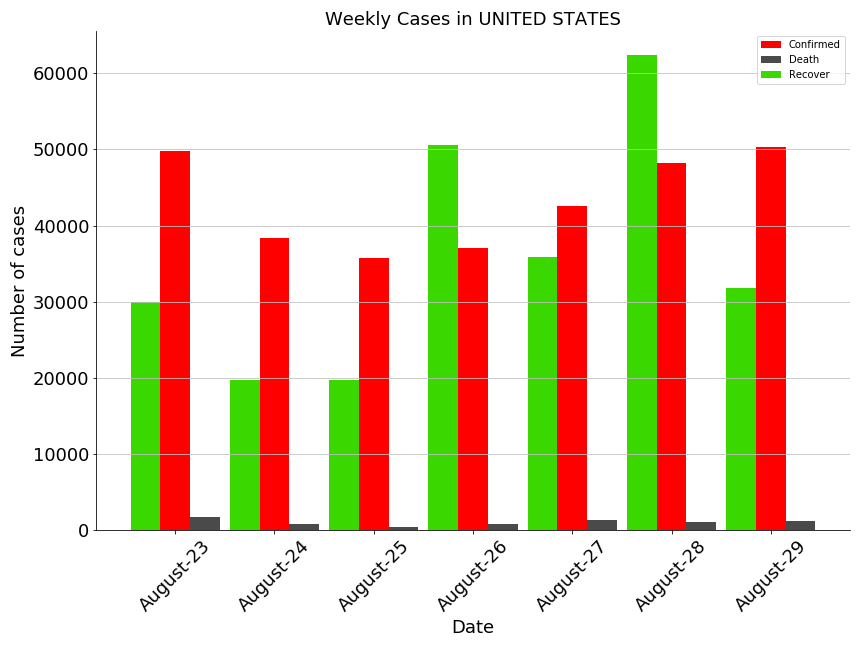 Weekly Cases in UNITED STATES
Confirmed
Death
Recover
Number of cases
60000
50000
40000
30000
20000
10000
0
August-23
August-24
August-25
August-26
August-27
August-28
August-29
Date